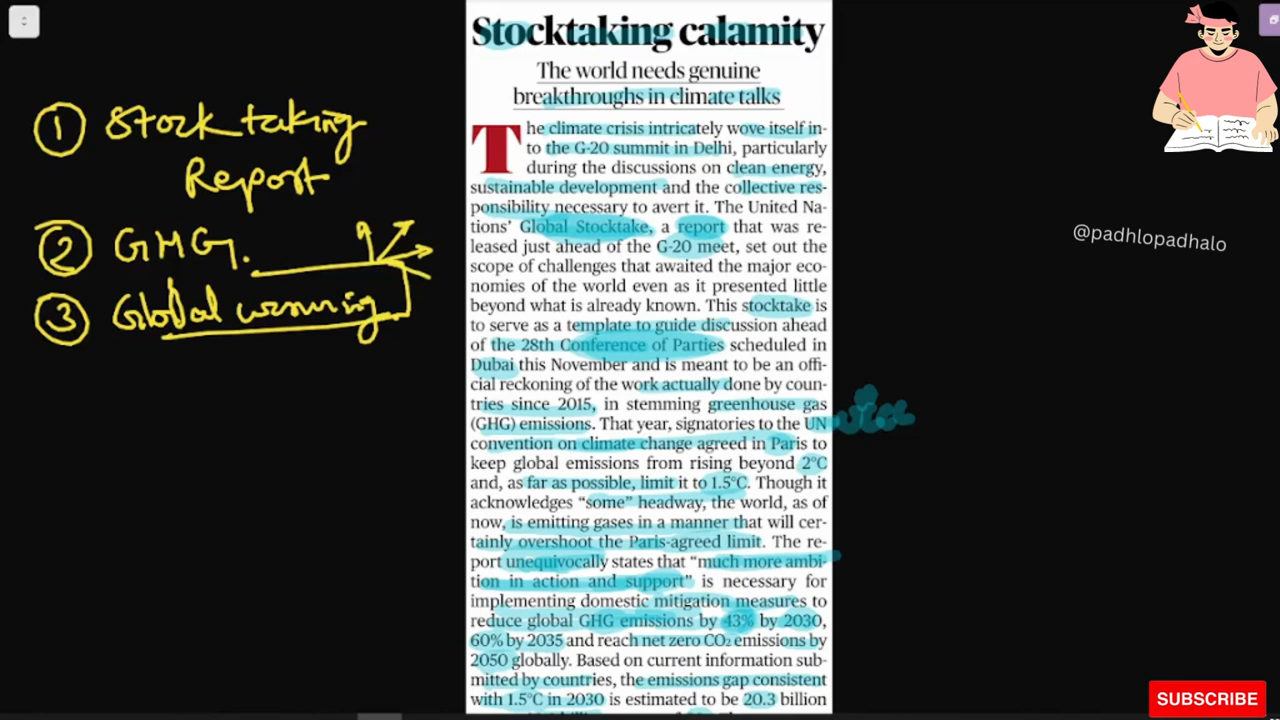 Stocktaking calamity
The world needs genuine
breakthroughs in climate talks
The climate crisis intricately wove itself in-
to the G-20 summit in Delhi, particularly
during the discussions on clean energy,
sustainable development and the collective res-
ponsibility necessary to avert it. The United Na-
tions' Global Stocktake, a report that was re-
leased just ahead of the G-20 meet, set out the
scope of challenges that awaited the major eco-
nomies of the world even as it presented little
beyond what is already known. This stocktake is
to serve as a template to guide discussion ahead
of the 28th Conference of Parties scheduled in
Dubai this November and is meant to be an offi-
cial reckoning of the work actually done by coun-
tries since 2015, in stemming greenhouse gas
(GHG) emissions. That year, signatories to the UN
convention on climate change agreed in Paris to
keep global emissions from rising beyond 2°C
and, as far as possible, limit it to 1.5°C. Though it
acknowledges “some” headway, the world, as of
now, is emitting gases in a manner that will cer-
tainly overshoot the Paris-agreed limit. The re-
port unequivocally states that “much more ambi-
tion in action and support” is necessary for
implementing domestic mitigation measures to
reduce global GHG emissions by 43% by 2030,
60% by 2035 and reach net zero CO₂ emissions by
2050 globally. Based on current information sub-
mitted by countries, the emissions gap consistent
with 1.5°C in 2030 is estimated to be 20.3 billion
① Stock taking
Report
② GHG.
③ Global warming
@padhlopadhalo
SUBSCRIBE